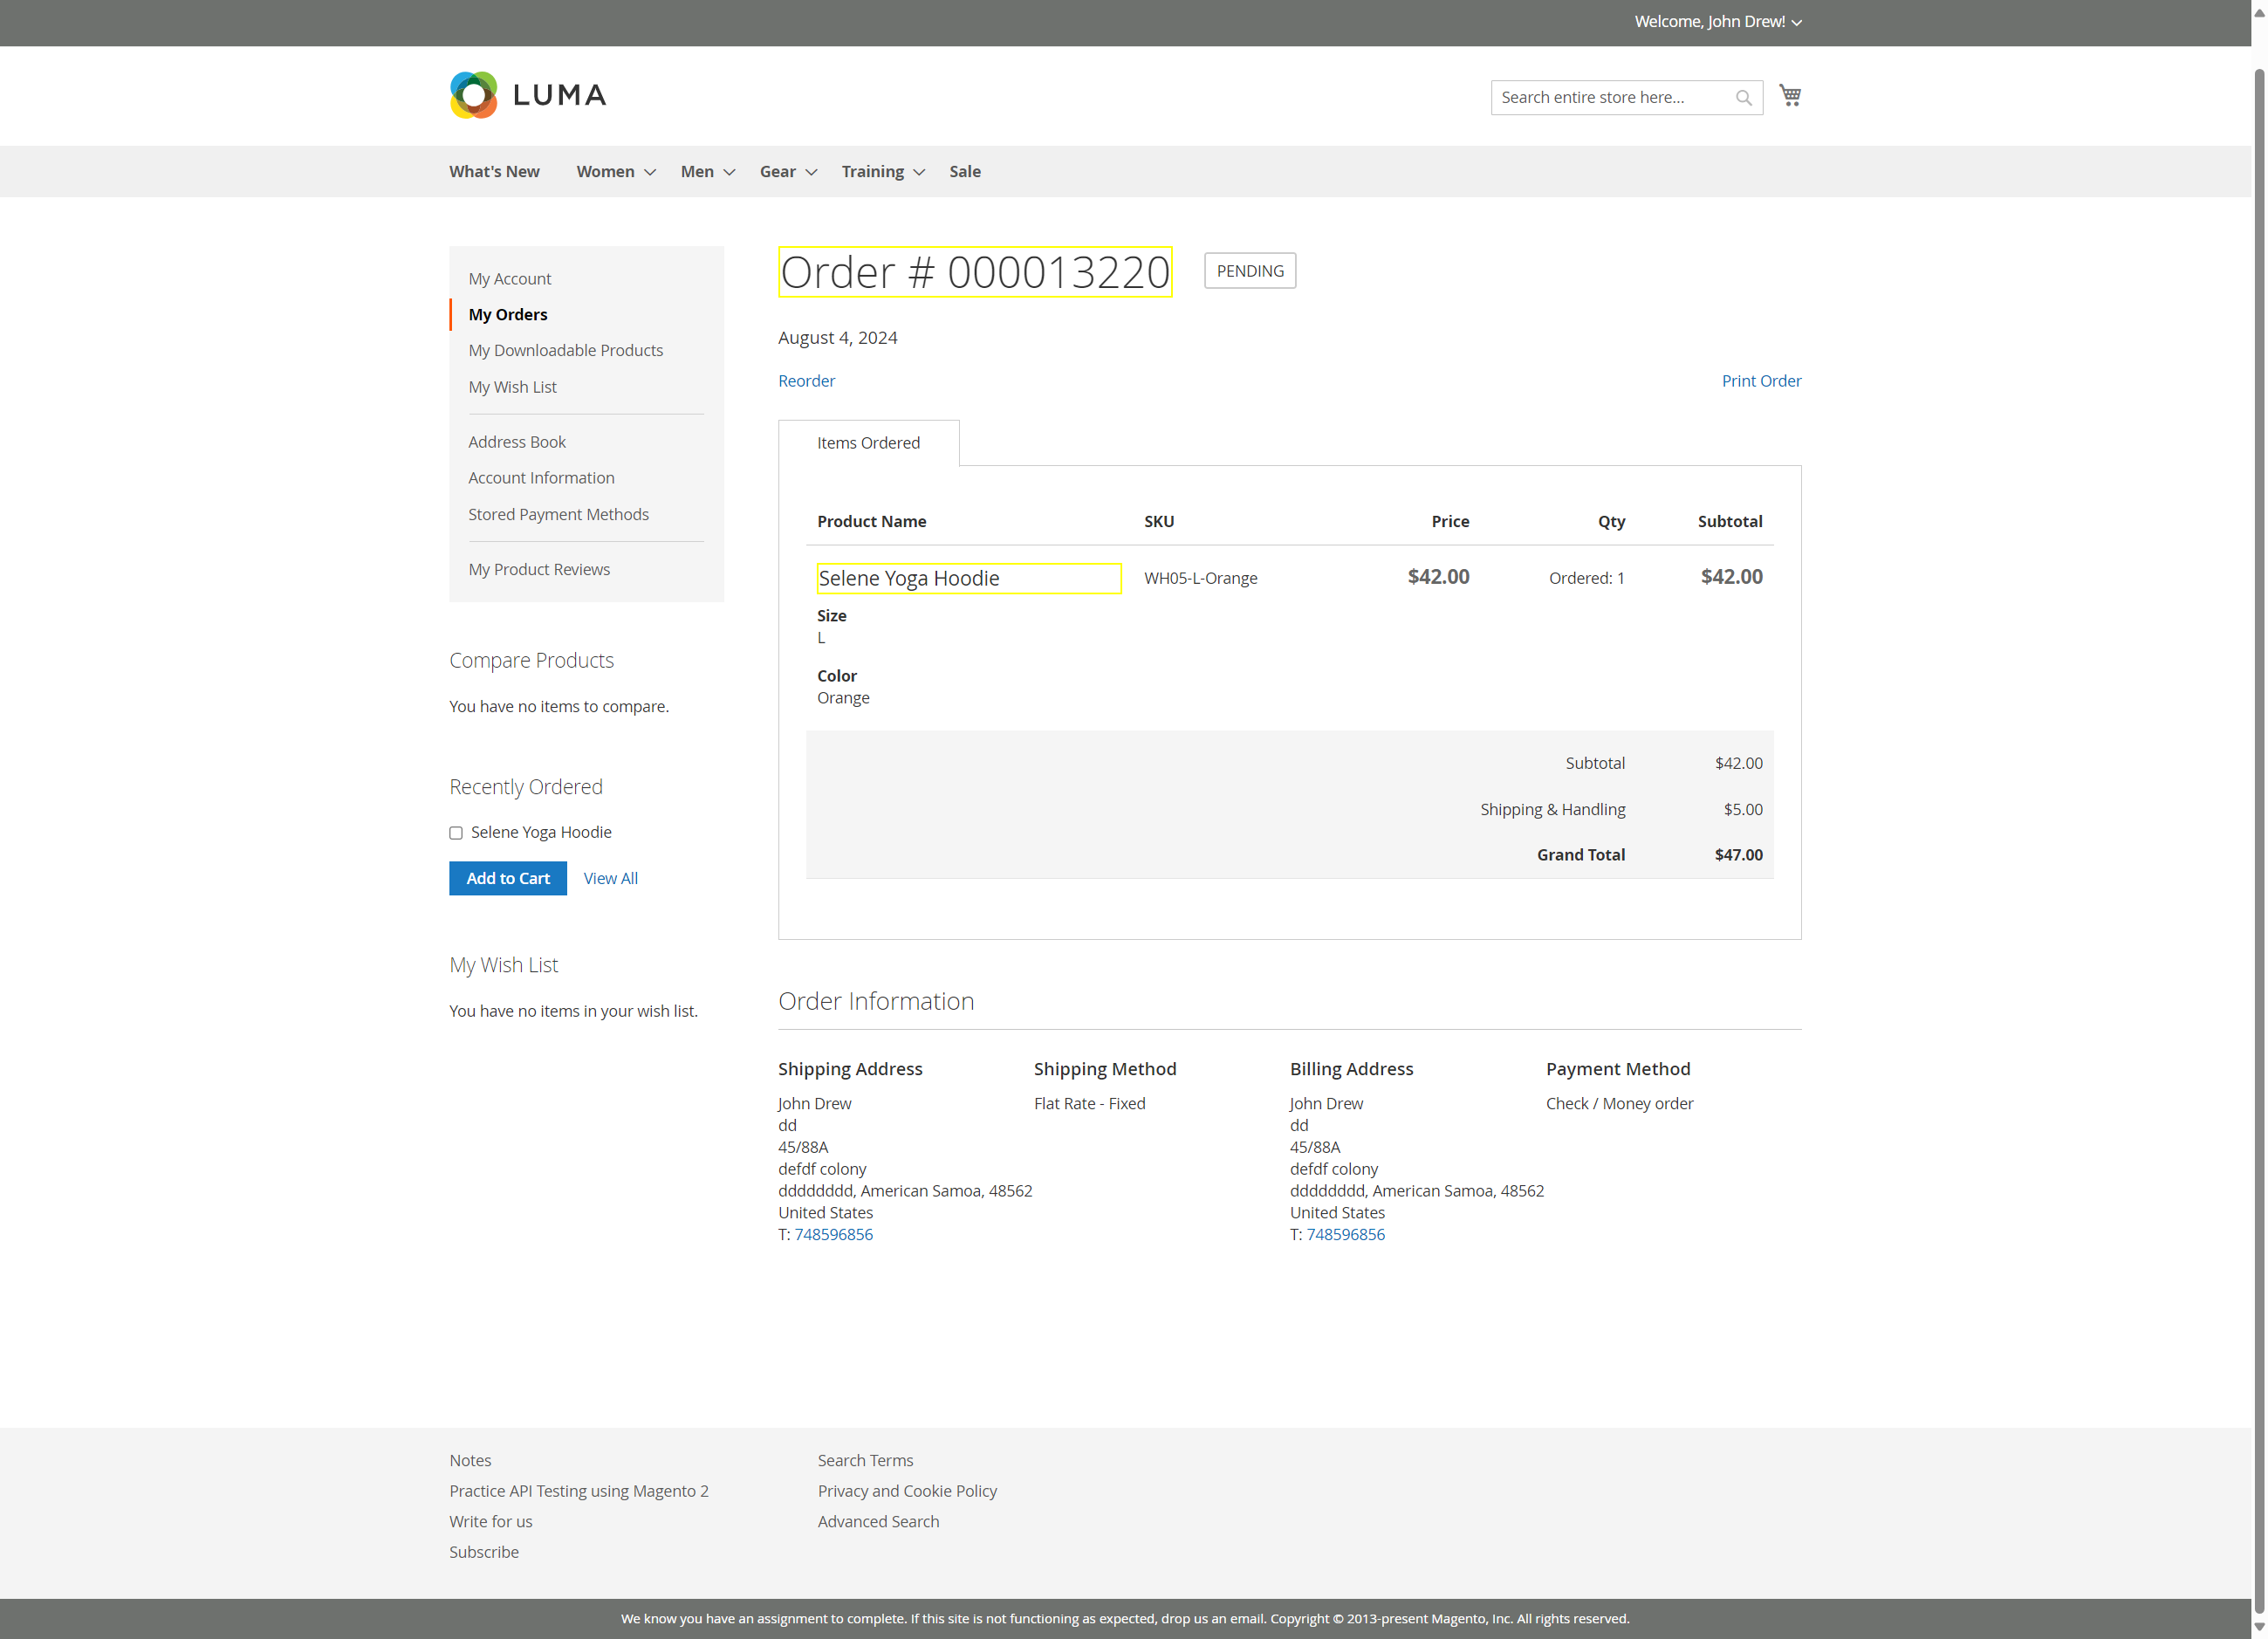 Welcome, John Drew!
LUMA
Search entire store here...
What's New Women Men Gear Training Sale
My Account
My Orders
My Downloadable Products
My Wish List
Address Book
Account Information
Stored Payment Methods
My Product Reviews
Compare Products
You have no items to compare.
Recently Ordered
Selene Yoga Hoodie
Add to Cart View All
My Wish List
You have no items in your wish list.
Order # 000013220 PENDING
August 4, 2024
Reorder Print Order
Items Ordered
Product Name SKU Price Qty Subtotal
Selene Yoga Hoodie WH05-L-Orange $42.00 Ordered: 1 $42.00
Size
L
Color
Orange
Subtotal $42.00
Shipping & Handling $5.00
Grand Total $47.00
Order Information
Shipping Address
John Drew
dd
45/88A
defdf colony
dddddddd, American Samoa, 48562
United States
T: 748596856
Shipping Method
Flat Rate - Fixed
Billing Address
John Drew
dd
45/88A
defdf colony
dddddddd, American Samoa, 48562
United States
T: 748596856
Payment Method
Check / Money order
Notes
Practice API Testing using Magento 2
Write for us
Subscribe
Search Terms
Privacy and Cookie Policy
Advanced Search
We know you have an assignment to complete. If this site is not functioning as expected, drop us an email. Copyright © 2013-present Magento, Inc. All rights reserved.